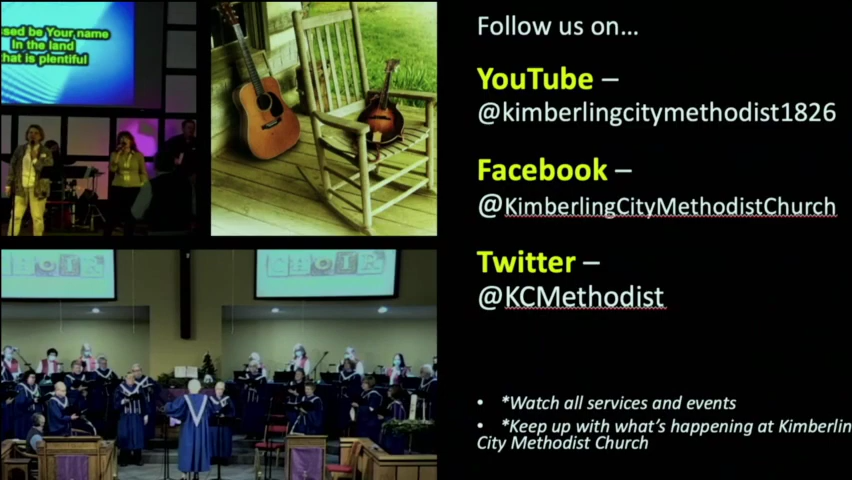 ssed be Your name
In the land
that is plentiful
Follow us on…
YouTube –
@kimberlingcitymethodist1826
Facebook –
@KimberlingCityMethodistChurch
Twitter –
@KCMethodist
CHOIR
• *Watch all services and events
• *Keep up with what's happening at Kimberlin
City Methodist Church